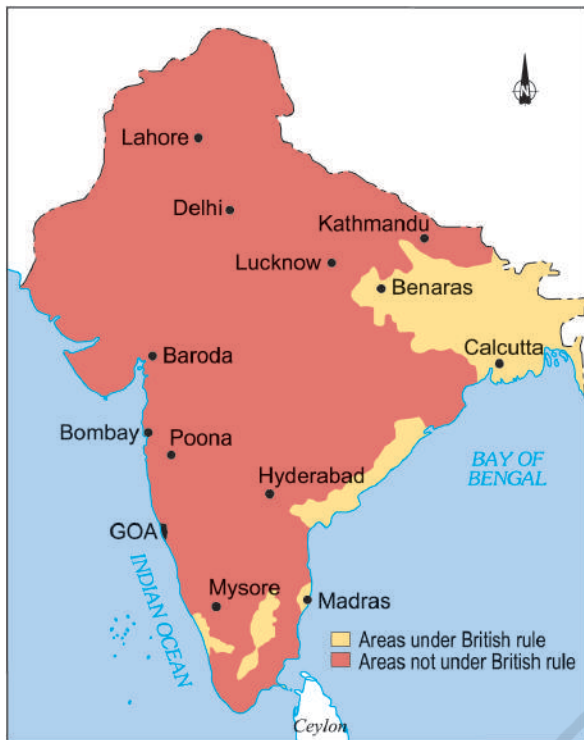 N
Lahore
Delhi
Kathmandu
Lucknow
Benaras
Calcutta
Baroda
Bombay
Poona
Hyderabad
BAY OF
BENGAL
GOA
INDIAN OCEAN
Mysore
Madras
Areas under British rule
Areas not under British rule
Ceylon